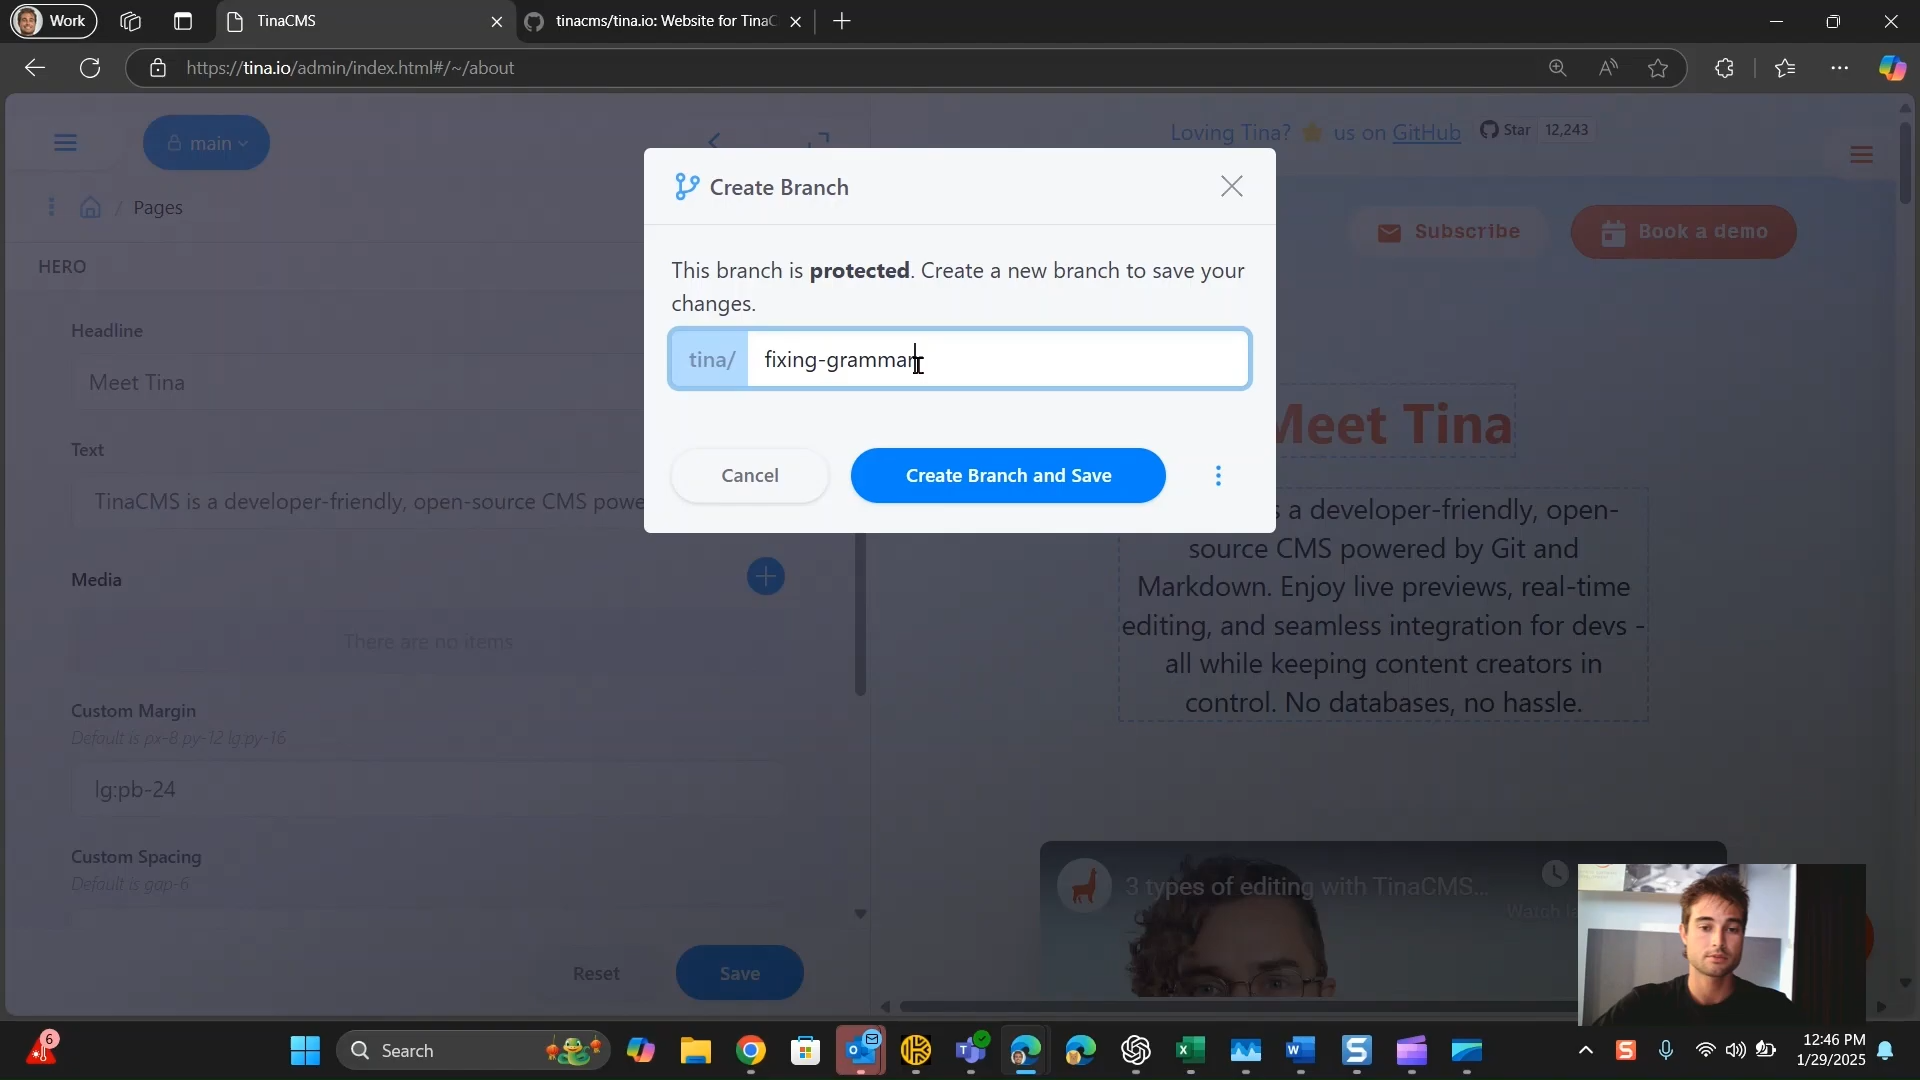 Work
TinaCMS
tinacms/tina.io: Website for TinaC
https://tina.io/admin/index.html#/~/about
main
Pages
HERO
Headline
Meet Tina
Text
TinaCMS is a developer-friendly, open-source CMS powe
Media
There are no items
Custom Margin
Default is px-8 py-12 lg:py-16
lg:pb-24
Custom Spacing
Default is gap-6
Reset
Save
Create Branch
This branch is protected. Create a new branch to save your
changes.
tina/
fixing-grammar
Cancel
Create Branch and Save
Loving Tina? us on GitHub
Star
12,243
Subscribe
Book a demo
Meet Tina
a developer-friendly, open-
source CMS powered by Git and
Markdown. Enjoy live previews, real-time
editing, and seamless integration for devs -
all while keeping content creators in
control. No databases, no hassle.
3 types of editing with TinaCMS...
Watch
6
Search
12:46 PM
1/29/2025